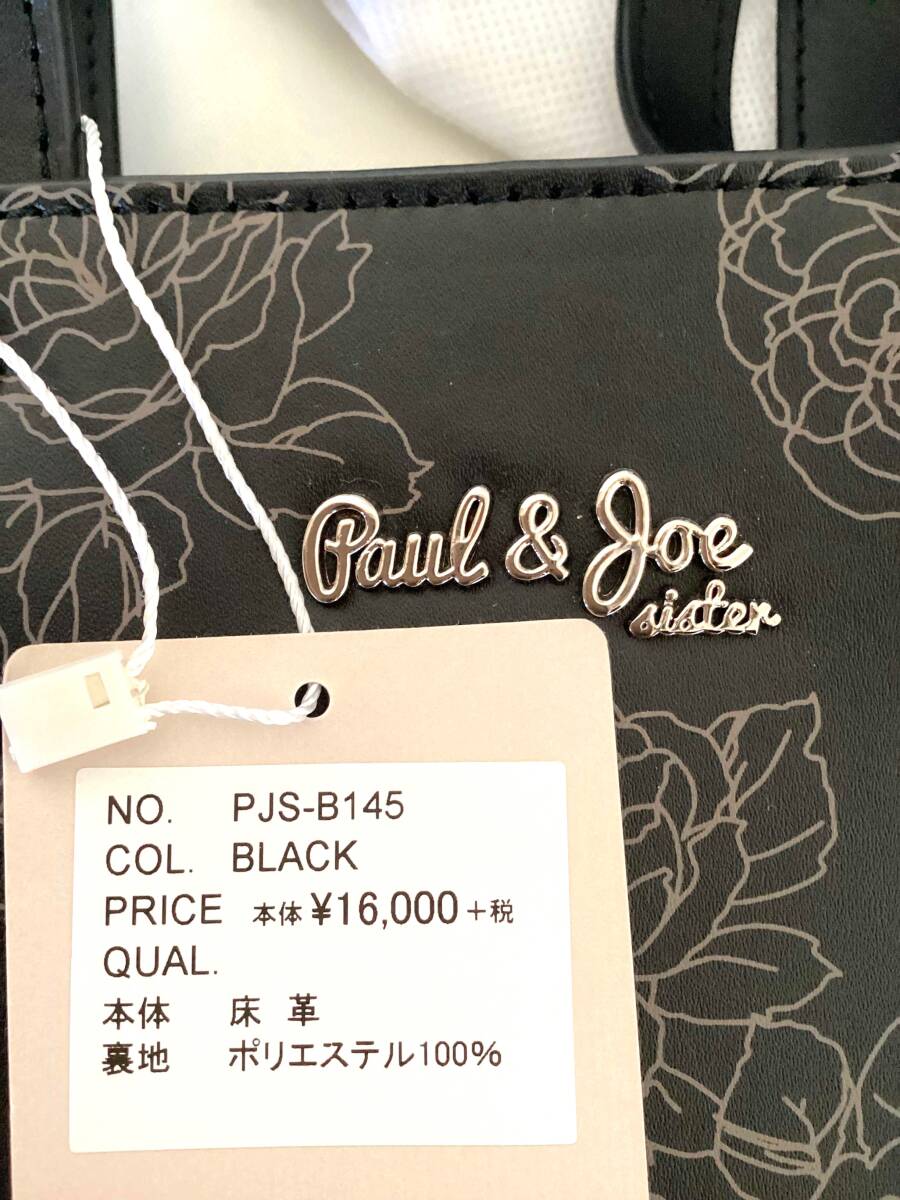 Paul & Joe
sister
NO. PJS-B145
COL. BLACK
PRICE 本体 ¥16,000 +税
QUAL.
本体 床 革
裏地 ポリエステル100%